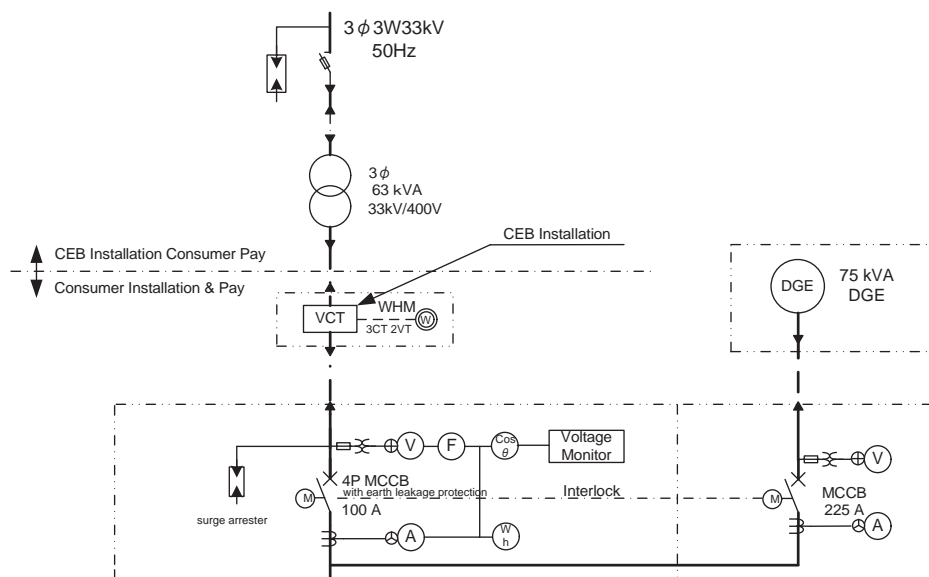 3φ3W33kV
50Hz
3φ
63 kVA
33kV/400V
CEB Installation
CEB Installation Consumer Pay
Consumer Installation & Pay
VCT
WHM
3CT 2VT
W
DGE
75 kVA
DGE
V
F
Cos
θ
Voltage
Monitor
V
4P MCCB
with earth leakage protection
100 A
M
Interlock
M
MCCB
225 A
surge arrester
A
W
h
A